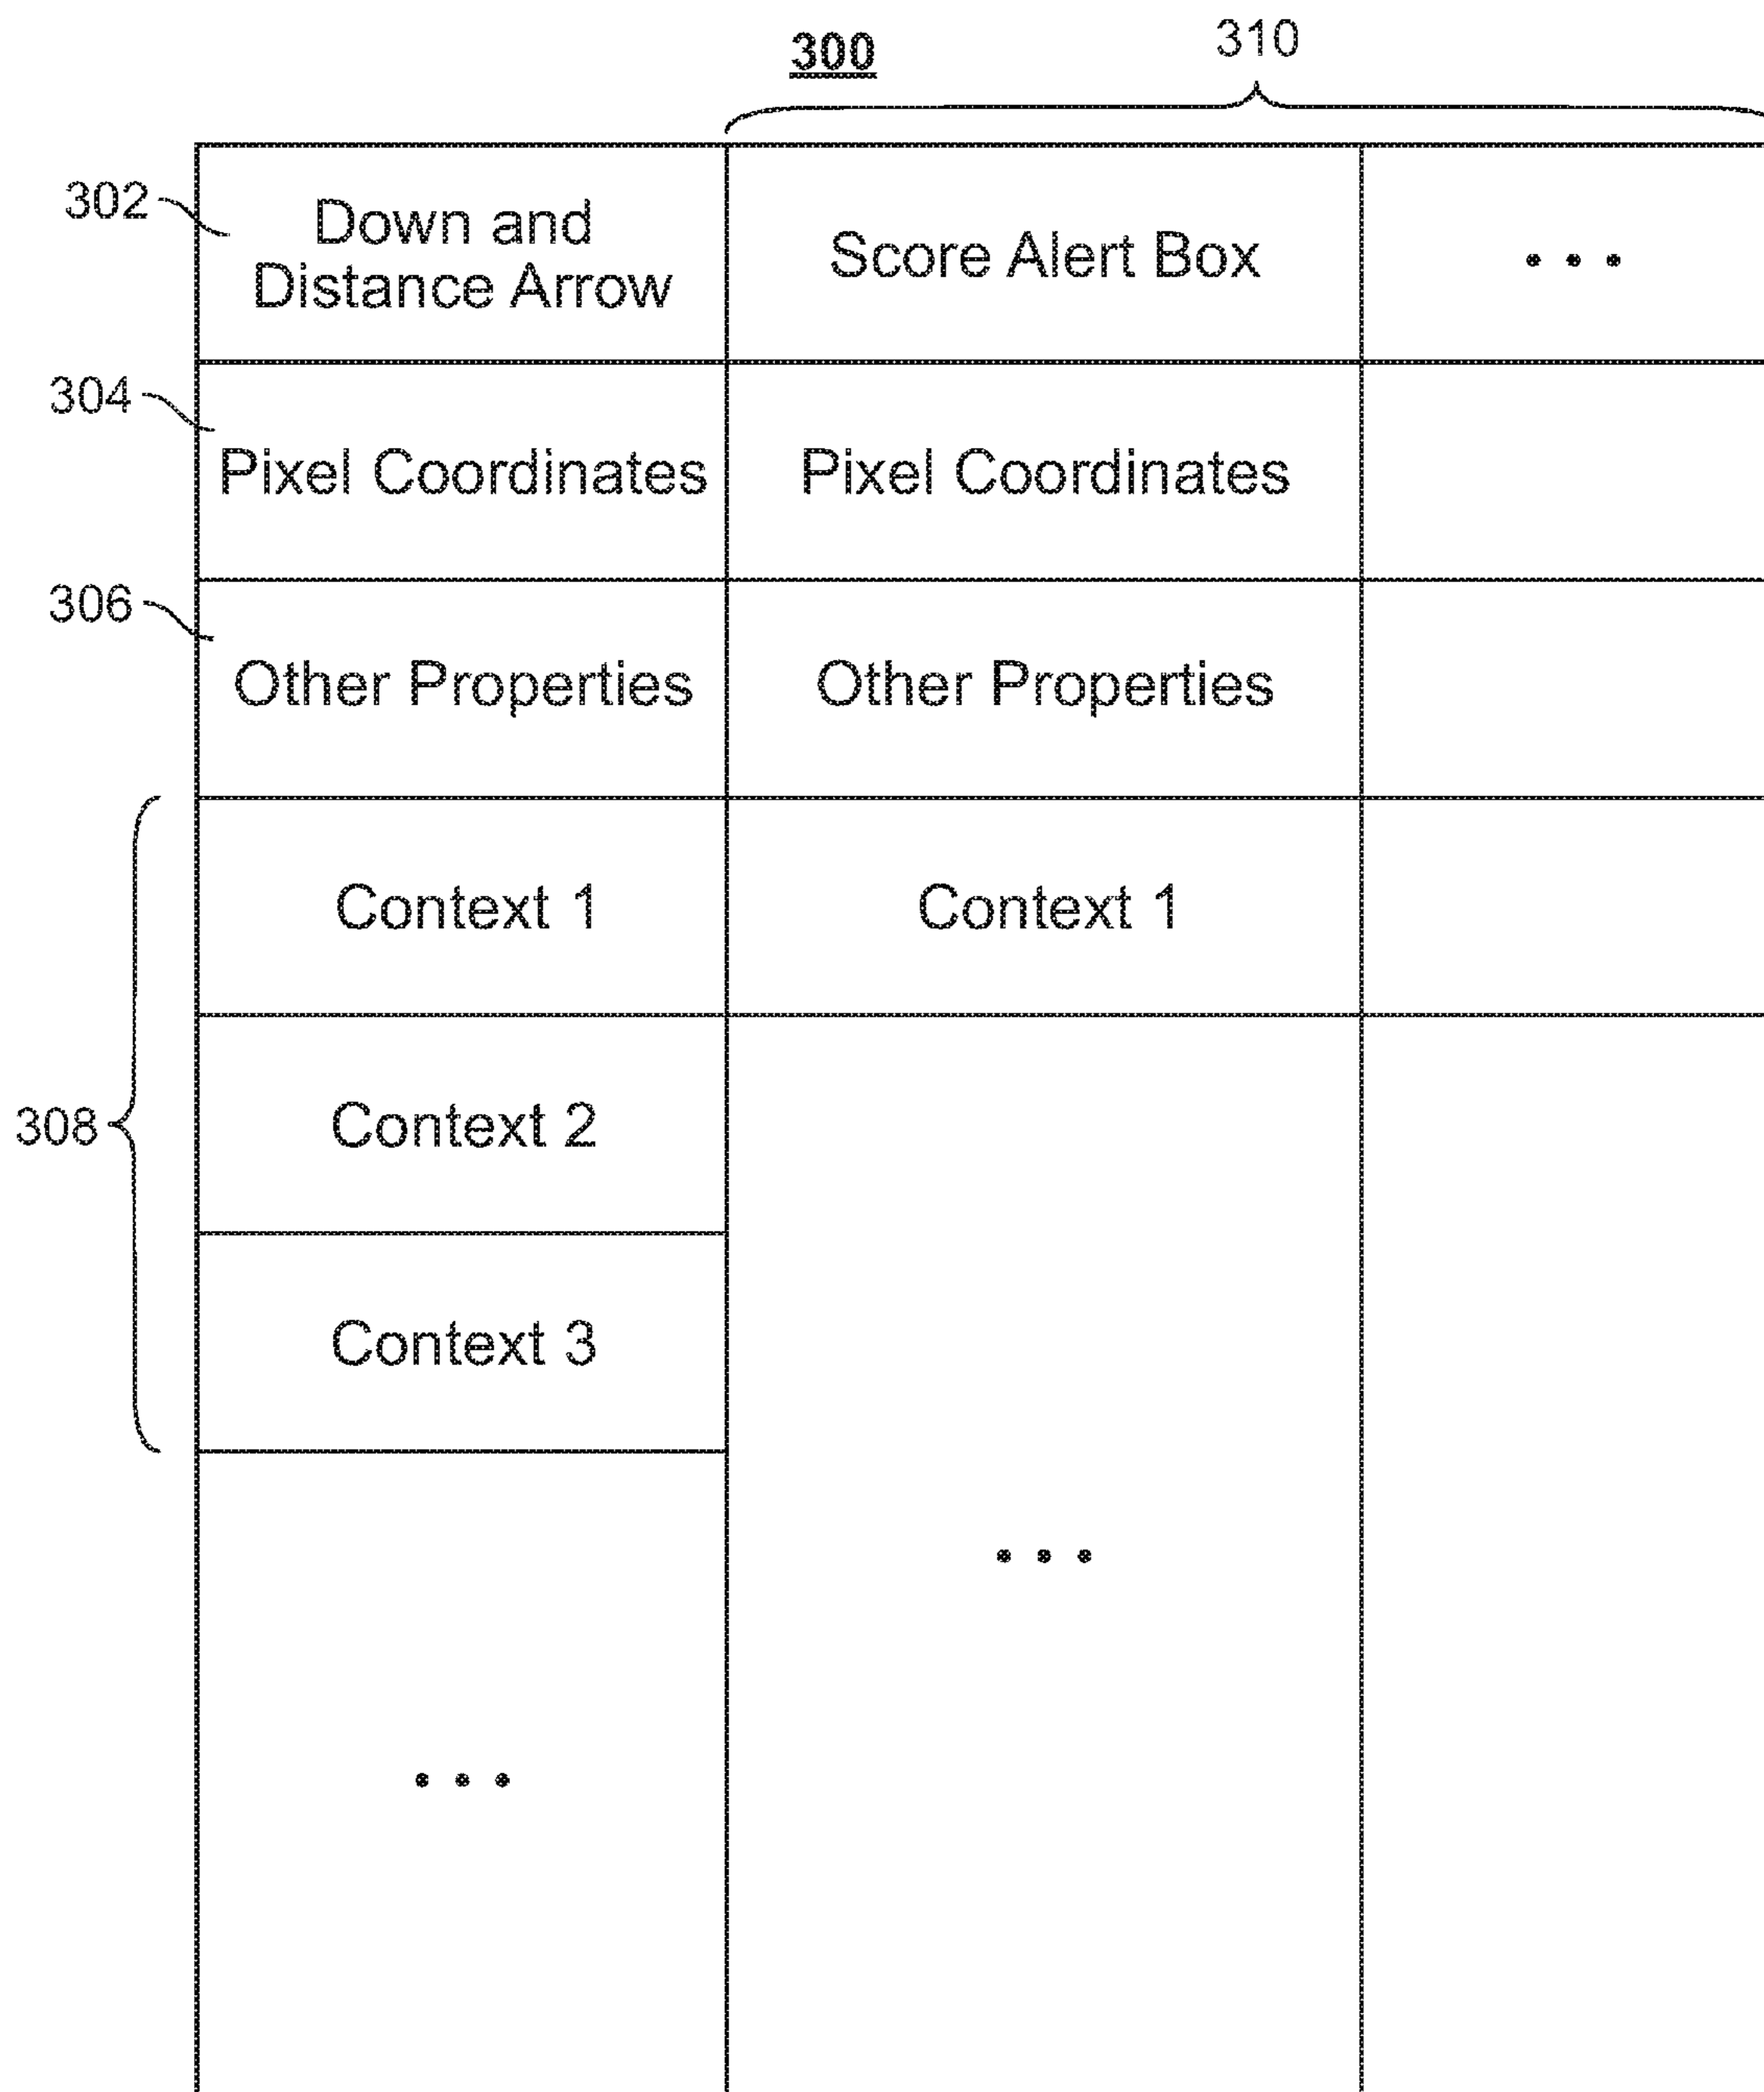 300
310
302
Down and
Distance Arrow
Score Alert Box
...
304
Pixel Coordinates
Pixel Coordinates
306
Other Properties
Other Properties
Context 1
Context 1
308
Context 2
Context 3
...
...